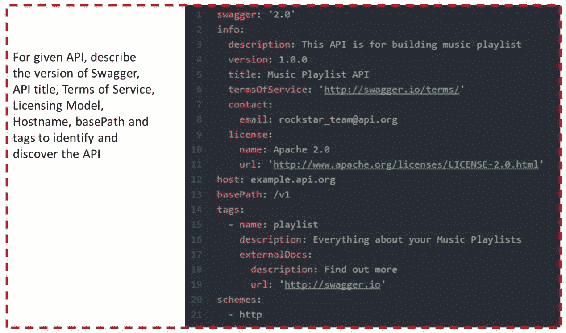 For given API, describe
the version of Swagger,
API title, Terms of Service,
Licensing Model,
Hostname, basePath and
tags to identify and
discover the API
1 swagger: '2.0'
2 info:
3 description: This API is for building music playlist
4 version: 1.0.0
5 title: Music Playlist API
6 termsOfService: 'http://swagger.io/terms/'
7 contact:
8 email: rockstar_team@api.org
9 license:
10 name: Apache 2.0
11 url: 'http://www.apache.org/licenses/LICENSE-2.0.html'
12 host: example.api.org
13 basePath: /v1
14 tags:
15 - name: playlist
16 description: Everything about your Music Playlists
17 externalDocs:
18 description: Find out more
19 url: 'http://swagger.io'
20 schemes:
21 - http